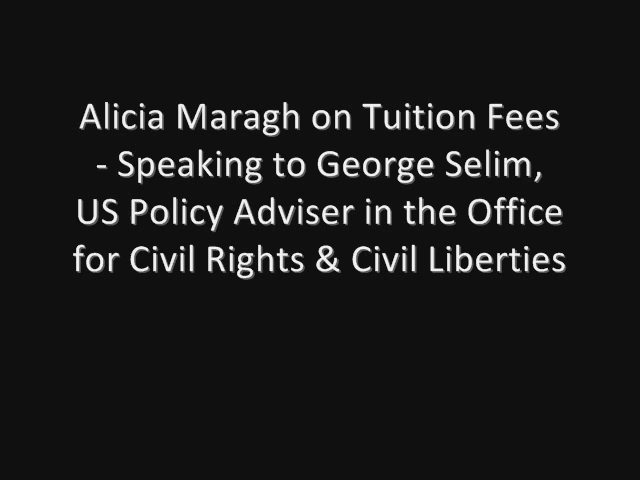 Alicia Maragh on Tuition Fees
- Speaking to George Selim,
US Policy Adviser in the Office
for Civil Rights & Civil Liberties